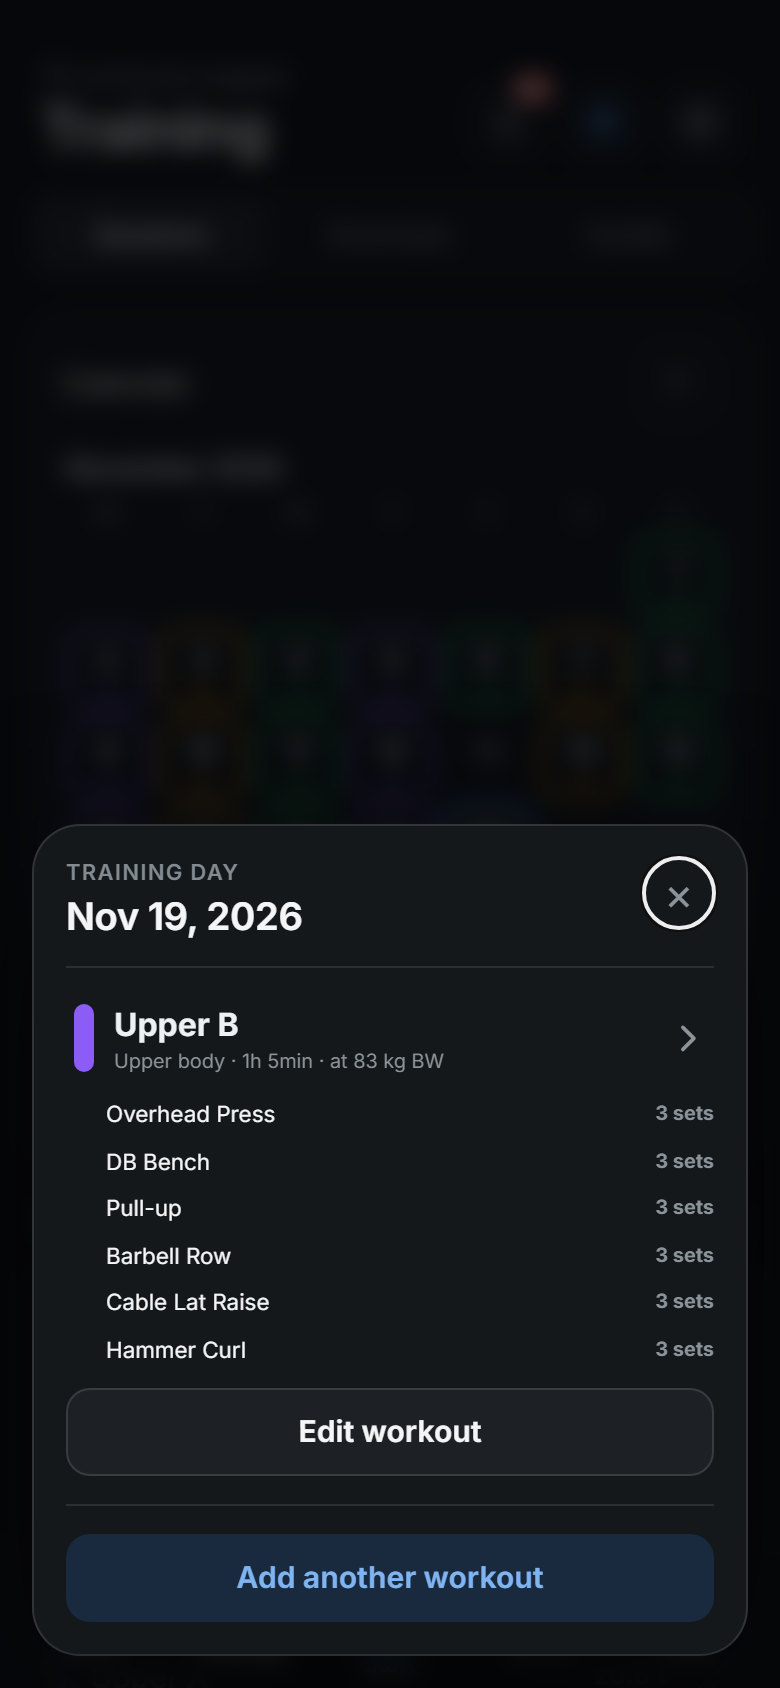 Training
TRAINING DAY
Nov 19, 2026
Upper B
Upper body · 1h 5min · at 83 kg BW
Overhead Press 3 sets
DB Bench 3 sets
Pull-up 3 sets
Barbell Row 3 sets
Cable Lat Raise 3 sets
Hammer Curl 3 sets
Edit workout
Add another workout